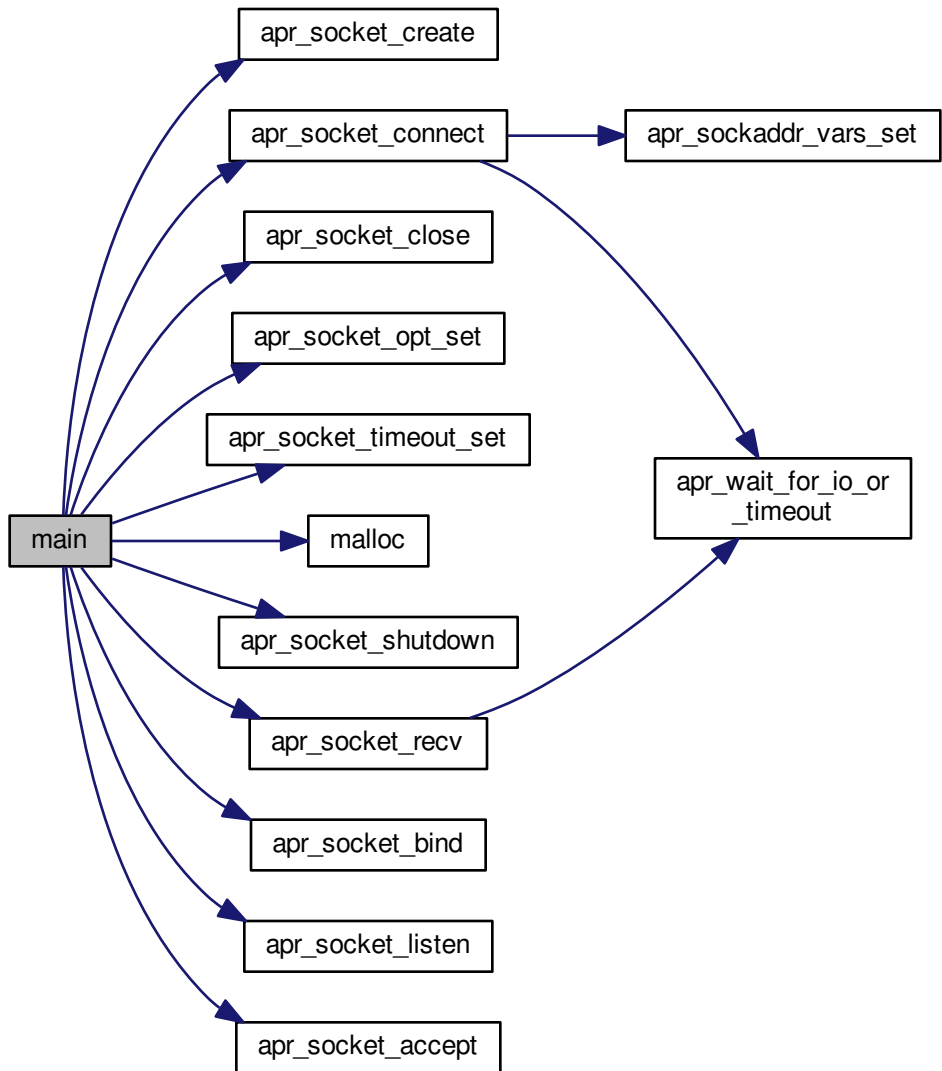 apr_socket_create
apr_socket_connect
apr_sockaddr_vars_set
apr_socket_close
apr_socket_opt_set
apr_socket_timeout_set
apr_wait_for_io_or
_timeout
main
malloc
apr_socket_shutdown
apr_socket_recv
apr_socket_bind
apr_socket_listen
apr_socket_accept